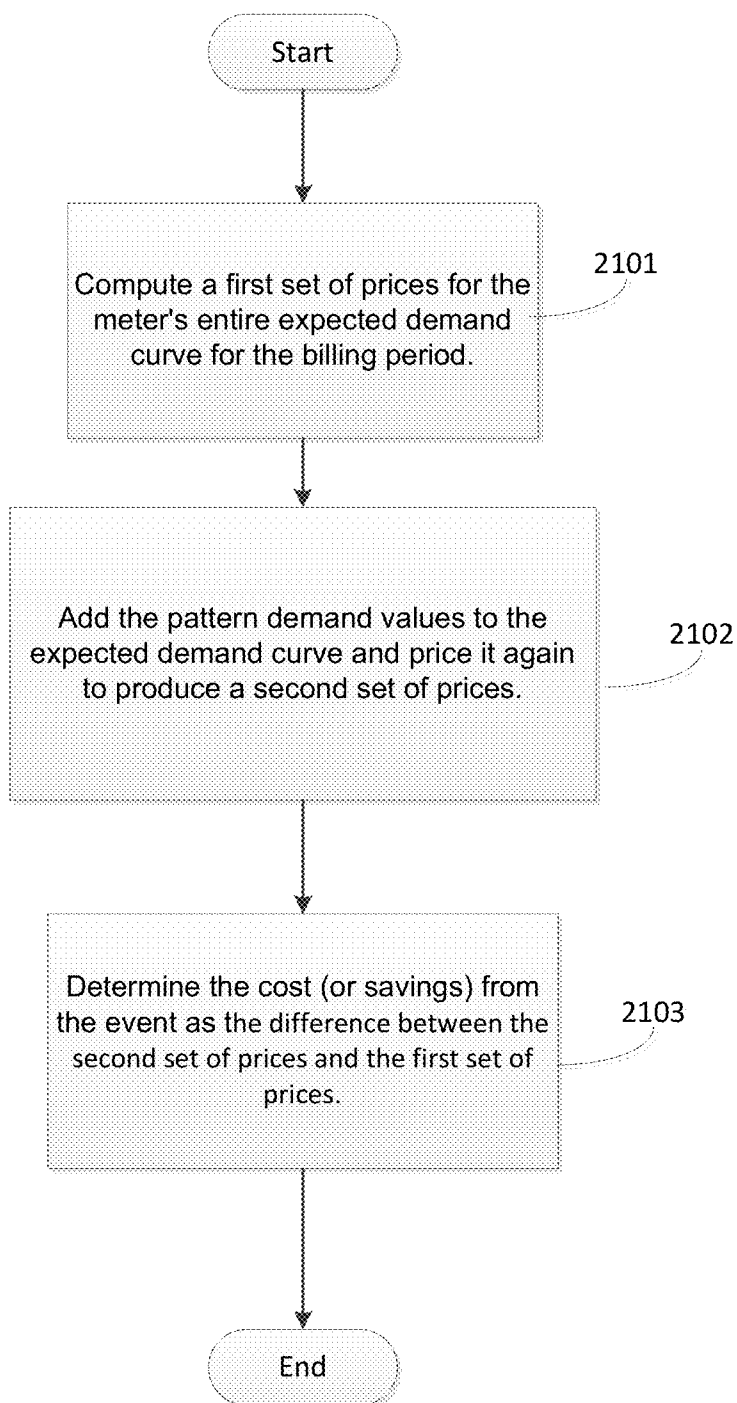 Start
Compute a first set of prices for the
meter's entire expected demand
curve for the billing period.
2101
Add the pattern demand values to the
expected demand curve and price it again
to produce a second set of prices.
2102
Determine the cost (or savings) from
the event as the difference between the
second set of prices and the first set of
prices.
2103
End